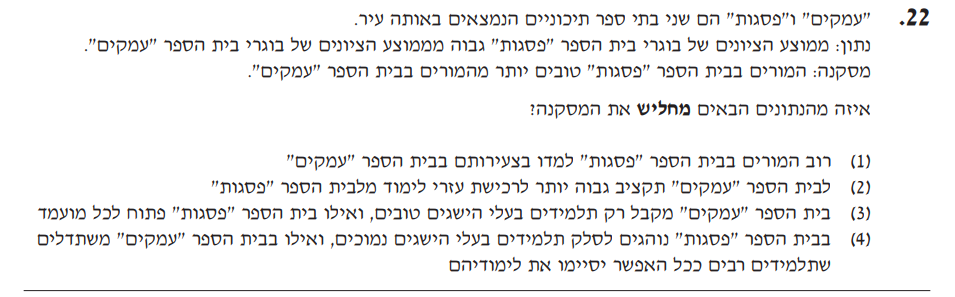 22. "עמקים" ו"פסגות" הם שני בתי ספר תיכוניים הנמצאים באותה עיר.
נתון: ממוצע הציונים של בוגרי בית הספר "פסגות" גבוה מממוצע הציונים של בוגרי בית הספר "עמקים".
מסקנה: המורים בבית הספר "פסגות" טובים יותר מהמורים בבית הספר "עמקים".
איזה מהנתונים הבאים מחליש את המסקנה?
(1) רוב המורים בבית הספר "פסגות" למדו בצעירותם בבית הספר "עמקים"
(2) לבית הספר "עמקים" תקציב גבוה יותר לרכישת עזרי לימוד מלבית הספר "פסגות"
(3) בית הספר "עמקים" מקבל רק תלמידים בעלי הישגים טובים, ואילו בית הספר "פסגות" פתוח לכל מועמד
(4) בבית הספר "פסגות" נוהגים לסלק תלמידים בעלי הישגים נמוכים, ואילו בבית הספר "עמקים" משתדלים
שתלמידים רבים ככל האפשר יסיימו את לימודיהם